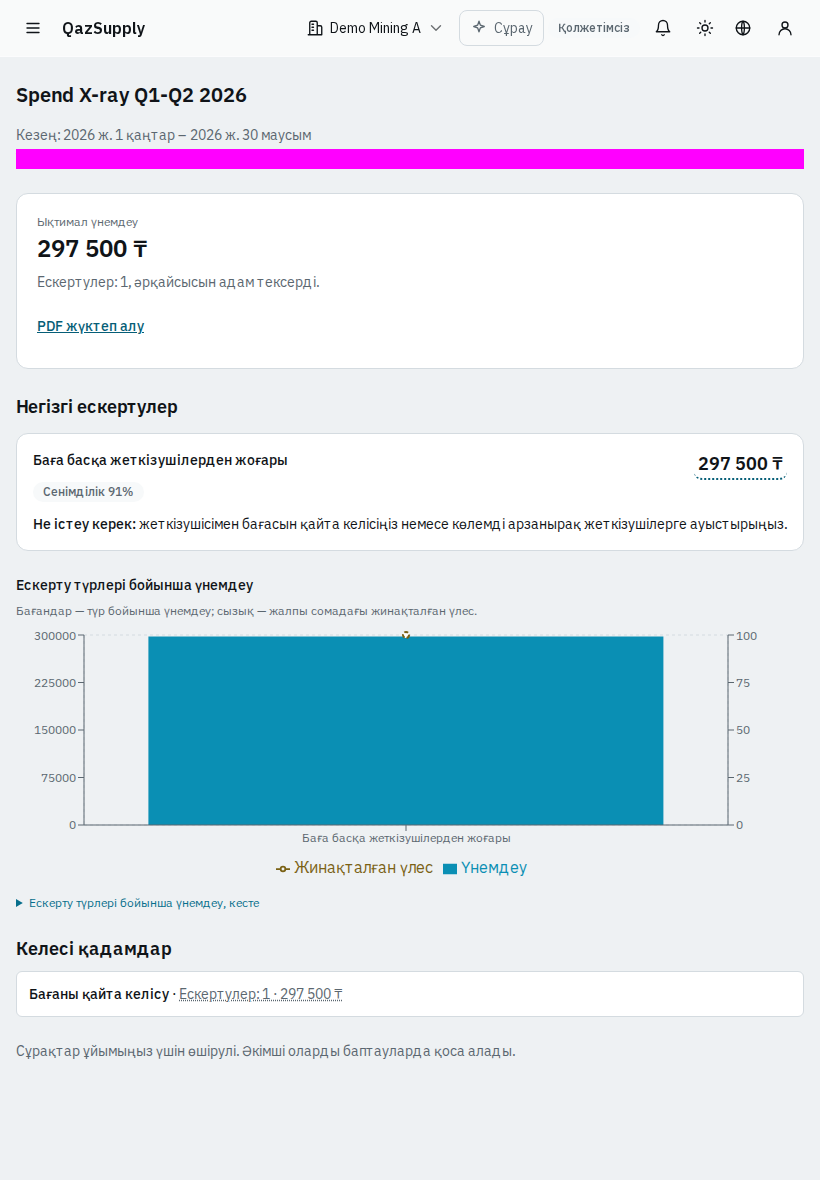 QazSupply
Demo Mining A
Сұрау
Қолжетімсіз
Spend X-ray Q1-Q2 2026
Кезең: 2026 ж. 1 қаңтар – 2026 ж. 30 маусым
Ықтимал үнемдеу
297 500 ₸
Ескертулер: 1, әрқайсысын адам тексерді.
PDF жүктеп алу
Негізгі ескертулер
Баға басқа жеткізушілерден жоғары
297 500 ₸
Сенімділік 91%
Не істеу керек: жеткізушісімен бағасын қайта келісіңіз немесе көлемді арзанырақ жеткізушілерге ауыстырыңыз.
Ескерту түрлері бойынша үнемдеу
Бағандар — түр бойынша үнемдеу; сызық — жалпы сомадағы жинақталған үлес.
300000 100
225000 75
150000 50
75000 25
0 0
Баға басқа жеткізушілерден жоғары
Жинақталған үлес Үнемдеу
Ескерту түрлері бойынша үнемдеу, кесте
Келесі қадамдар
Бағаны қайта келісу · Ескертулер: 1 · 297 500 ₸
Сұрақтар ұйымыңыз үшін өшірулі. Әкімші оларды баптауларда қоса алады.